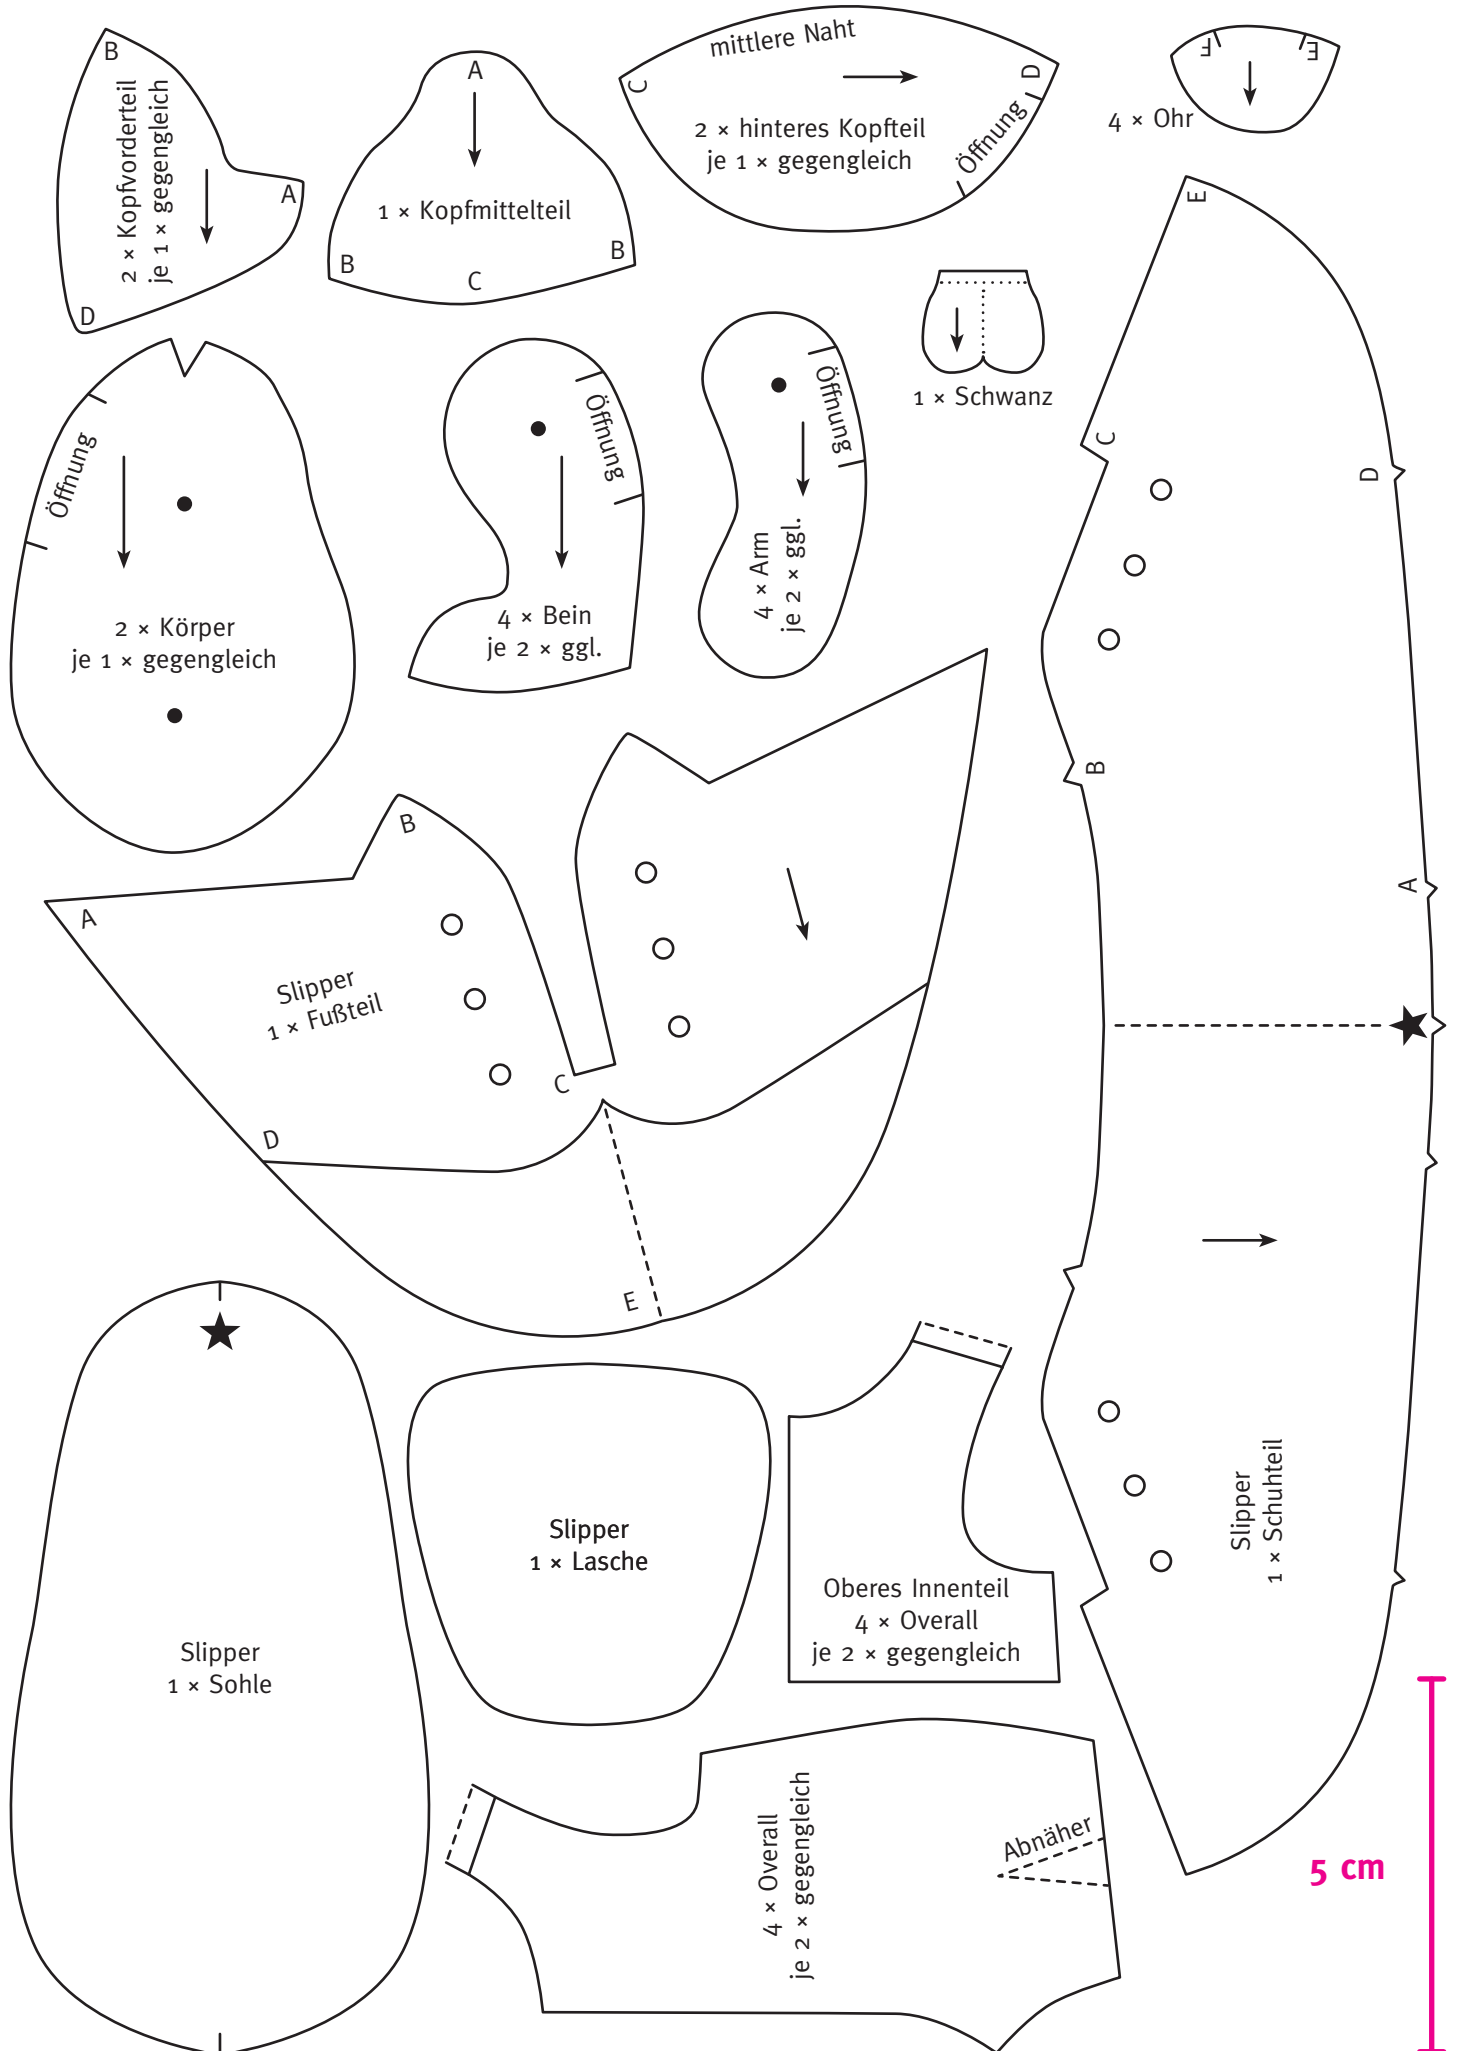 B
2 × Kopfvorderteil
je 1 × gegengleich
A
D
A
1 × Kopfmittelteil
B
B
C
mittlere Naht
C
D
2 × hinteres Kopfteil
je 1 × gegengleich
Öffnung
F
E
4 × Ohr
Öffnung
2 × Körper
je 1 × gegengleich
Öffnung
4 × Bein
je 2 × ggl.
Öffnung
4 × Arm
je 2 × ggl.
1 × Schwanz
E
C
D
B
A
Slipper
1 × Schuhteil
B
A
Slipper
1 × Fußteil
C
D
E
Slipper
1 × Sohle
Slipper
1 × Lasche
Oberes Innenteil
4 × Overall
je 2 × gegengleich
4 × Overall
je 2 × gegengleich
Abnäher
5 cm